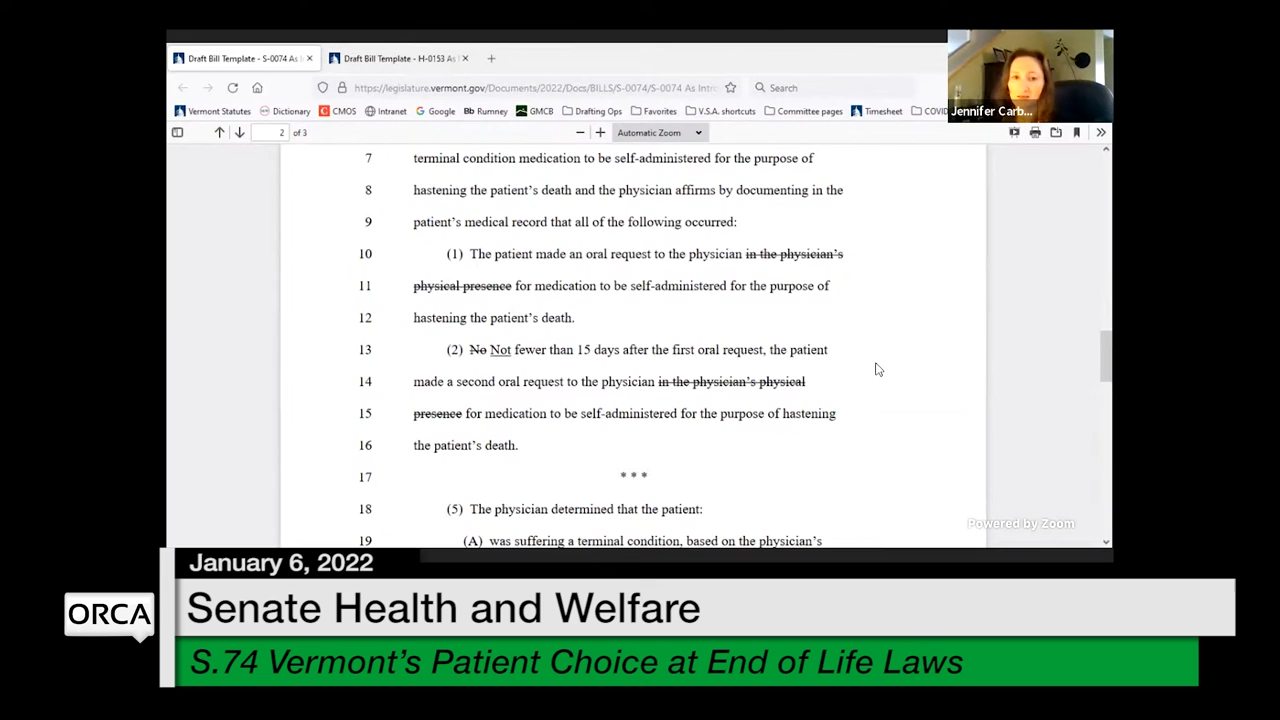 Draft Bill Template - S-0074 As I
Draft Bill Template - H-0153 As I
https://legislature.vermont.gov/Documents/2022/Docs/BILLS/S-0074/S-0074 As Intro
Search
Jennifer Carb...
Vermont Statutes
Dictionary
CMOS
Intranet
Google
Bb Rumney
GMCB
Drafting Ops
Favorites
V.S.A. shortcuts
Committee pages
Timesheet
COVID
2 of 3
Automatic Zoom
7 terminal condition medication to be self-administered for the purpose of
8 hastening the patient's death and the physician affirms by documenting in the
9 patient's medical record that all of the following occurred:
10 (1) The patient made an oral request to the physician in the physician's
11 physical presence for medication to be self-administered for the purpose of
12 hastening the patient's death.
13 (2) No Not fewer than 15 days after the first oral request, the patient
14 made a second oral request to the physician in the physician's physical
15 presence for medication to be self-administered for the purpose of hastening
16 the patient's death.
17 * * *
18 (5) The physician determined that the patient:
19 (A) was suffering a terminal condition, based on the physician's
Powered by Zoom
January 6, 2022
ORCA
Senate Health and Welfare
S.74 Vermont's Patient Choice at End of Life Laws